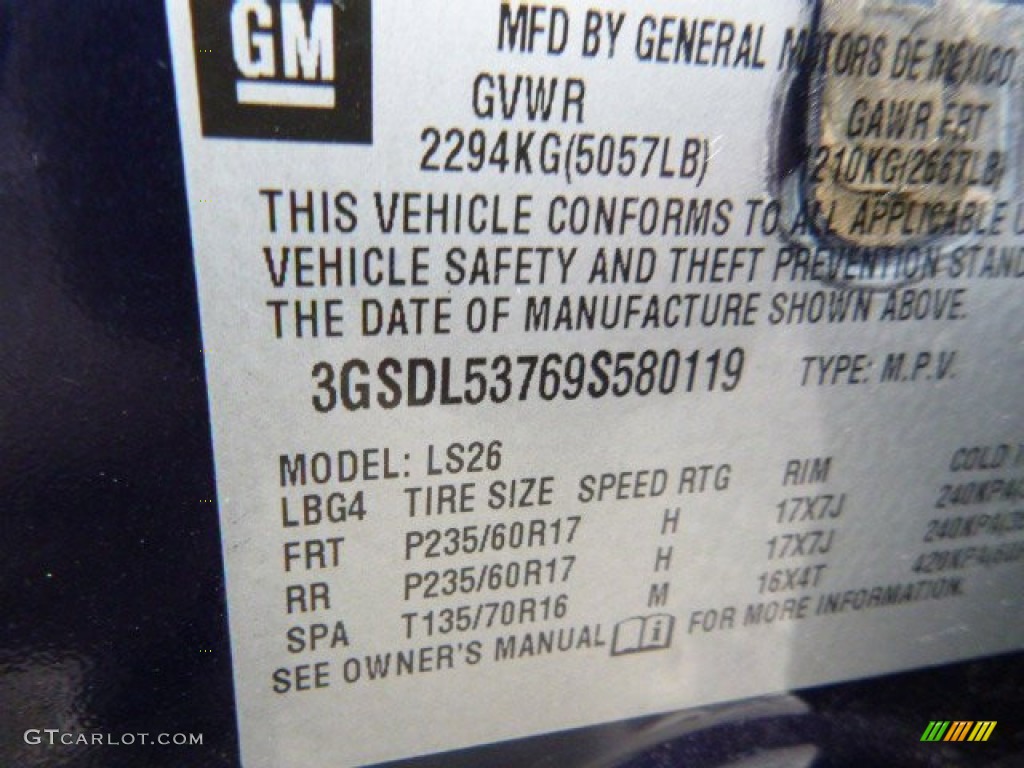 GM
MFD BY GENERAL MOTORS DE MEXICO,
GVWR GAWR FRT
2294KG(5057LB) 1210KG(2667LB)
THIS VEHICLE CONFORMS TO ALL APPLICABLE
VEHICLE SAFETY AND THEFT PREVENTION STAND
THE DATE OF MANUFACTURE SHOWN ABOVE.
3GSDL53769S580119 TYPE: M.P.V.
MODEL: LS26
LBG4 TIRE SIZE SPEED RTG RIM COLD
FRT P235/60R17 H 17X7J 240KPA
RR P235/60R17 H 17X7J 240KPA
SPA T135/70R16 M 16X4T 420KPA
SEE OWNER'S MANUAL i FOR MORE INFORMATION.
GTCARLOT.COM